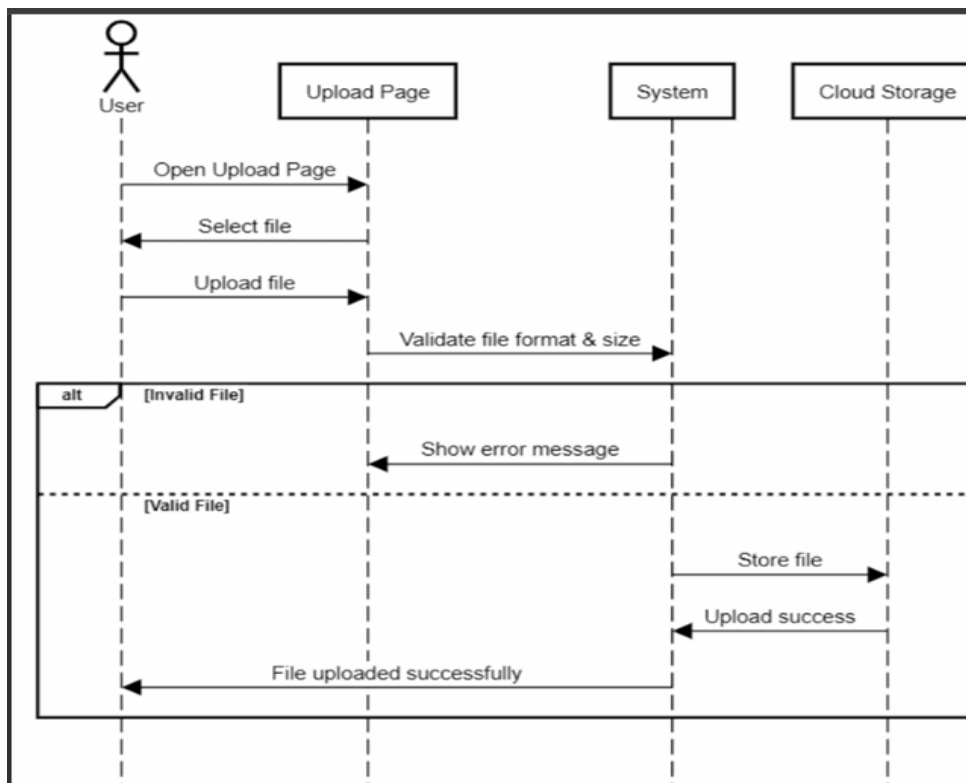 User
Upload Page
System
Cloud Storage
Open Upload Page
Select file
Upload file
Validate file format & size
alt
[Invalid File]
Show error message
[Valid File]
Store file
Upload success
File uploaded successfully